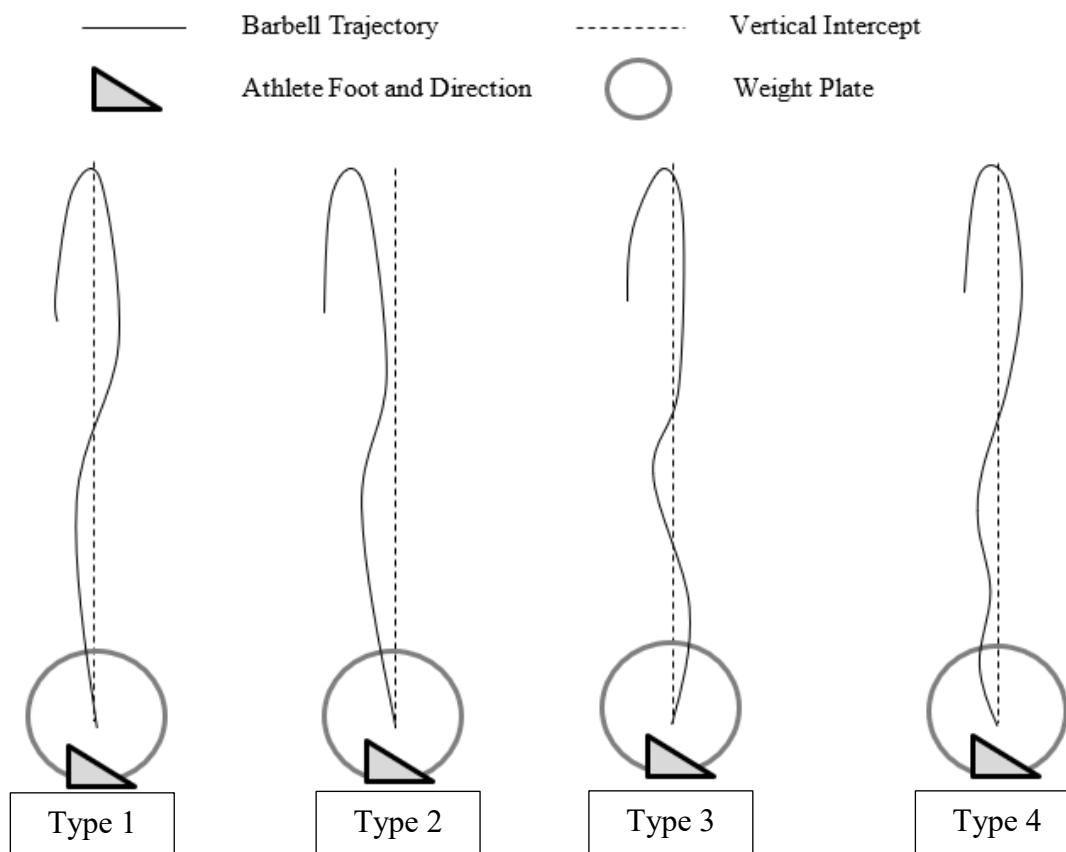 Barbell Trajectory
Vertical Intercept
Athlete Foot and Direction
Weight Plate
Type 1
Type 2
Type 3
Type 4